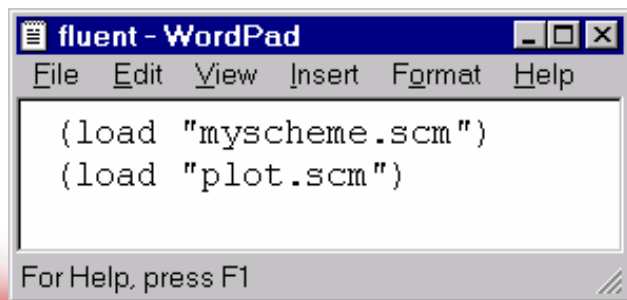 fluent - WordPad
File Edit View Insert Format Help
(load "myscheme.scm")
(load "plot.scm")
For Help, press F1